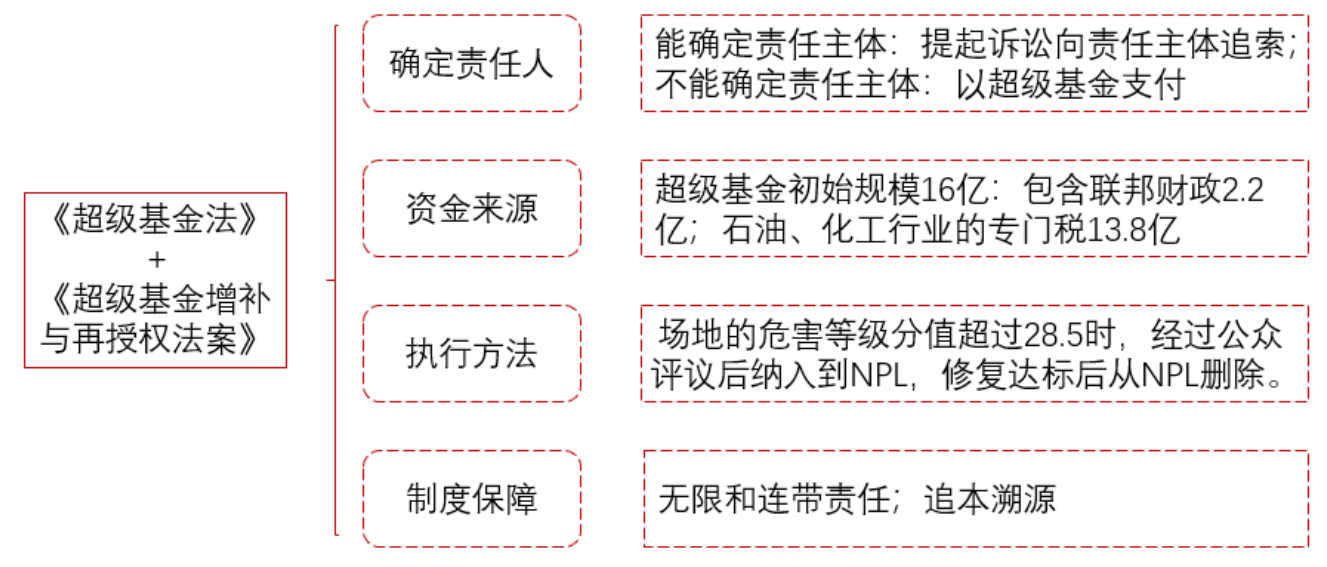 《超级基金法》
+
《超级基金增补
与再授权法案》
确定责任人
能确定责任主体：提起诉讼向责任主体追索；
不能确定责任主体：以超级基金支付
资金来源
超级基金初始规模16亿：包含联邦财政2.2
亿；石油、化工行业的专门税13.8亿
执行方法
场地的危害等级分值超过28.5时，经过公众
评议后纳入到NPL，修复达标后从NPL删除。
制度保障
无限和连带责任；追本溯源